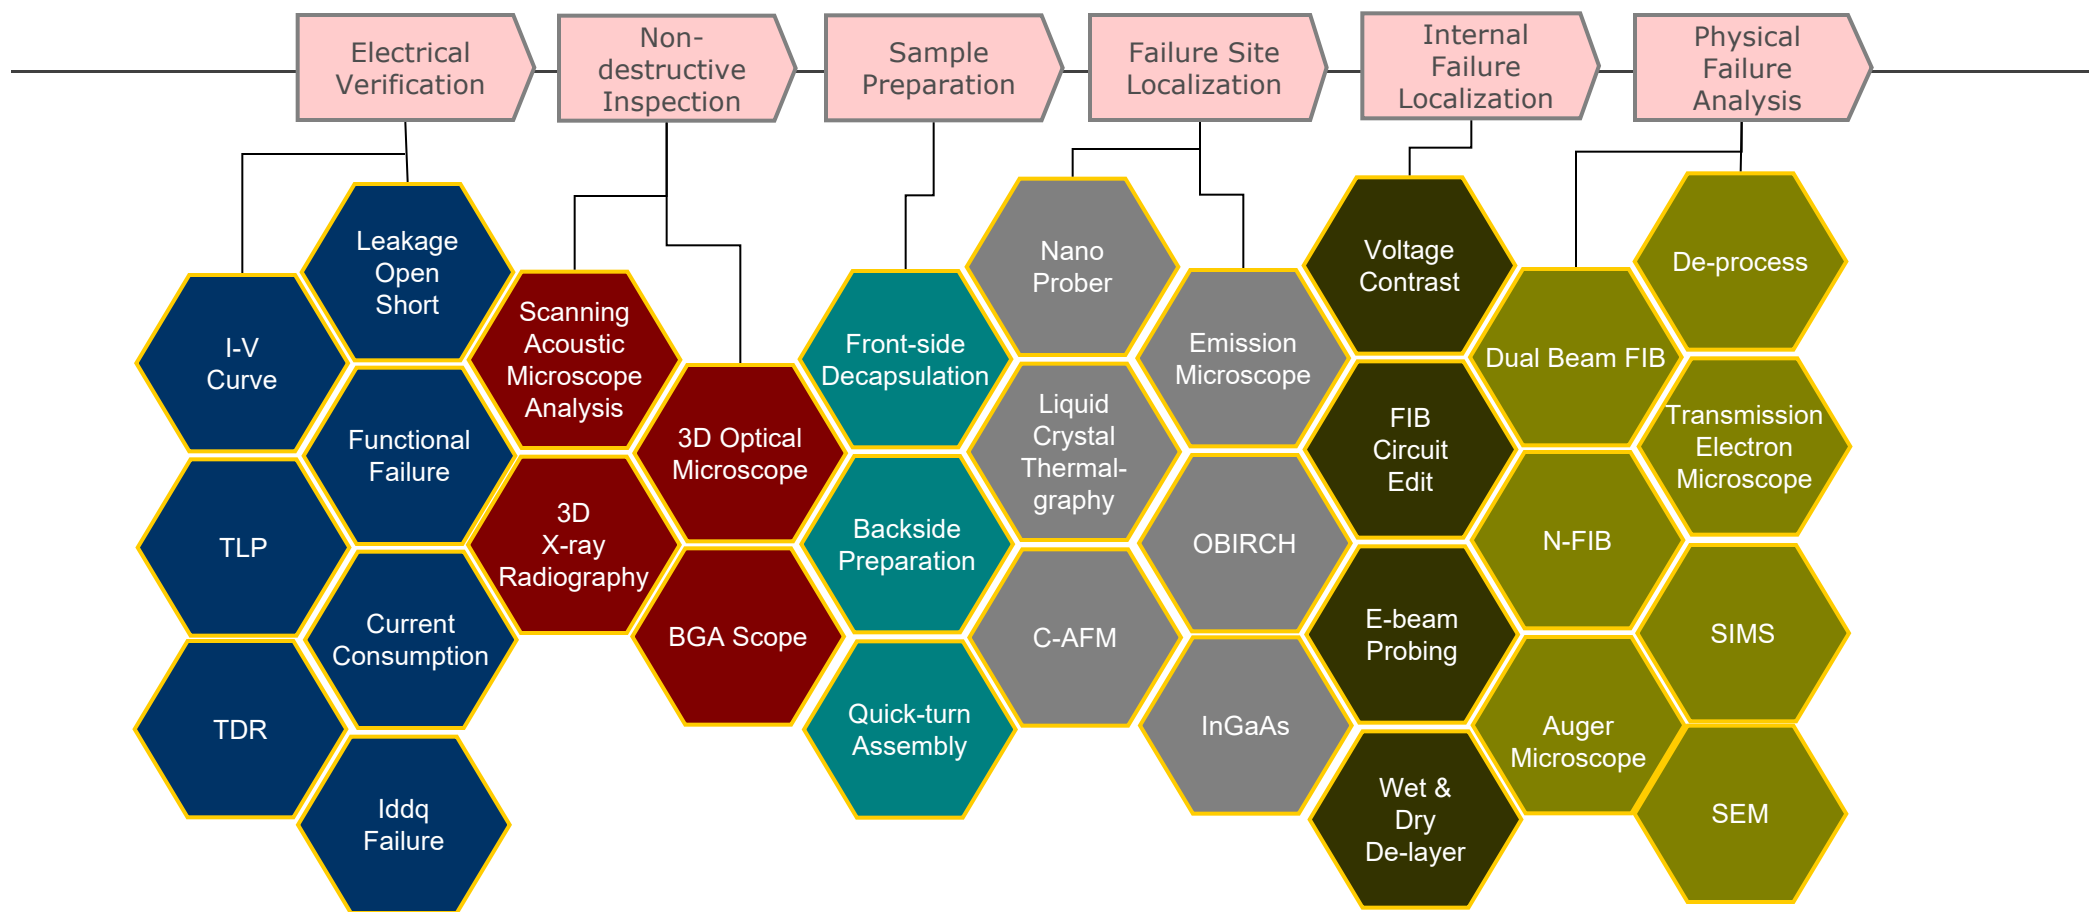 Electrical
Verification
Non-
destructive
Inspection
Sample
Preparation
Failure Site
Localization
Internal
Failure
Localization
Physical
Failure
Analysis
I-V
Curve
TLP
TDR
Leakage
Open
Short
Functional
Failure
Current
Consumption
Iddq
Failure
Scanning
Acoustic
Microscope
Analysis
3D
X-ray
Radiography
3D Optical
Microscope
BGA Scope
Front-side
Decapsulation
Backside
Preparation
Quick-turn
Assembly
Nano
Prober
Liquid
Crystal
Thermal-
graphy
C-AFM
Emission
Microscope
OBIRCH
InGaAs
Voltage
Contrast
FIB
Circuit
Edit
E-beam
Probing
Wet &
Dry
De-layer
Dual Beam FIB
N-FIB
Auger
Microscope
De-process
Transmission
Electron
Microscope
SIMS
SEM